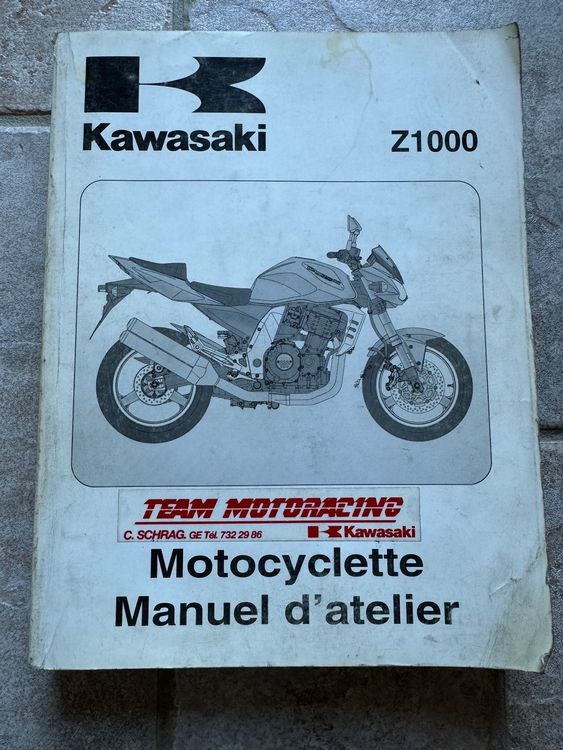 Kawasaki
Z1000
TEAM MOTORACING
C. SCHRAG. GE Tél. 732 29 86
Kawasaki
Motocyclette
Manuel d'atelier